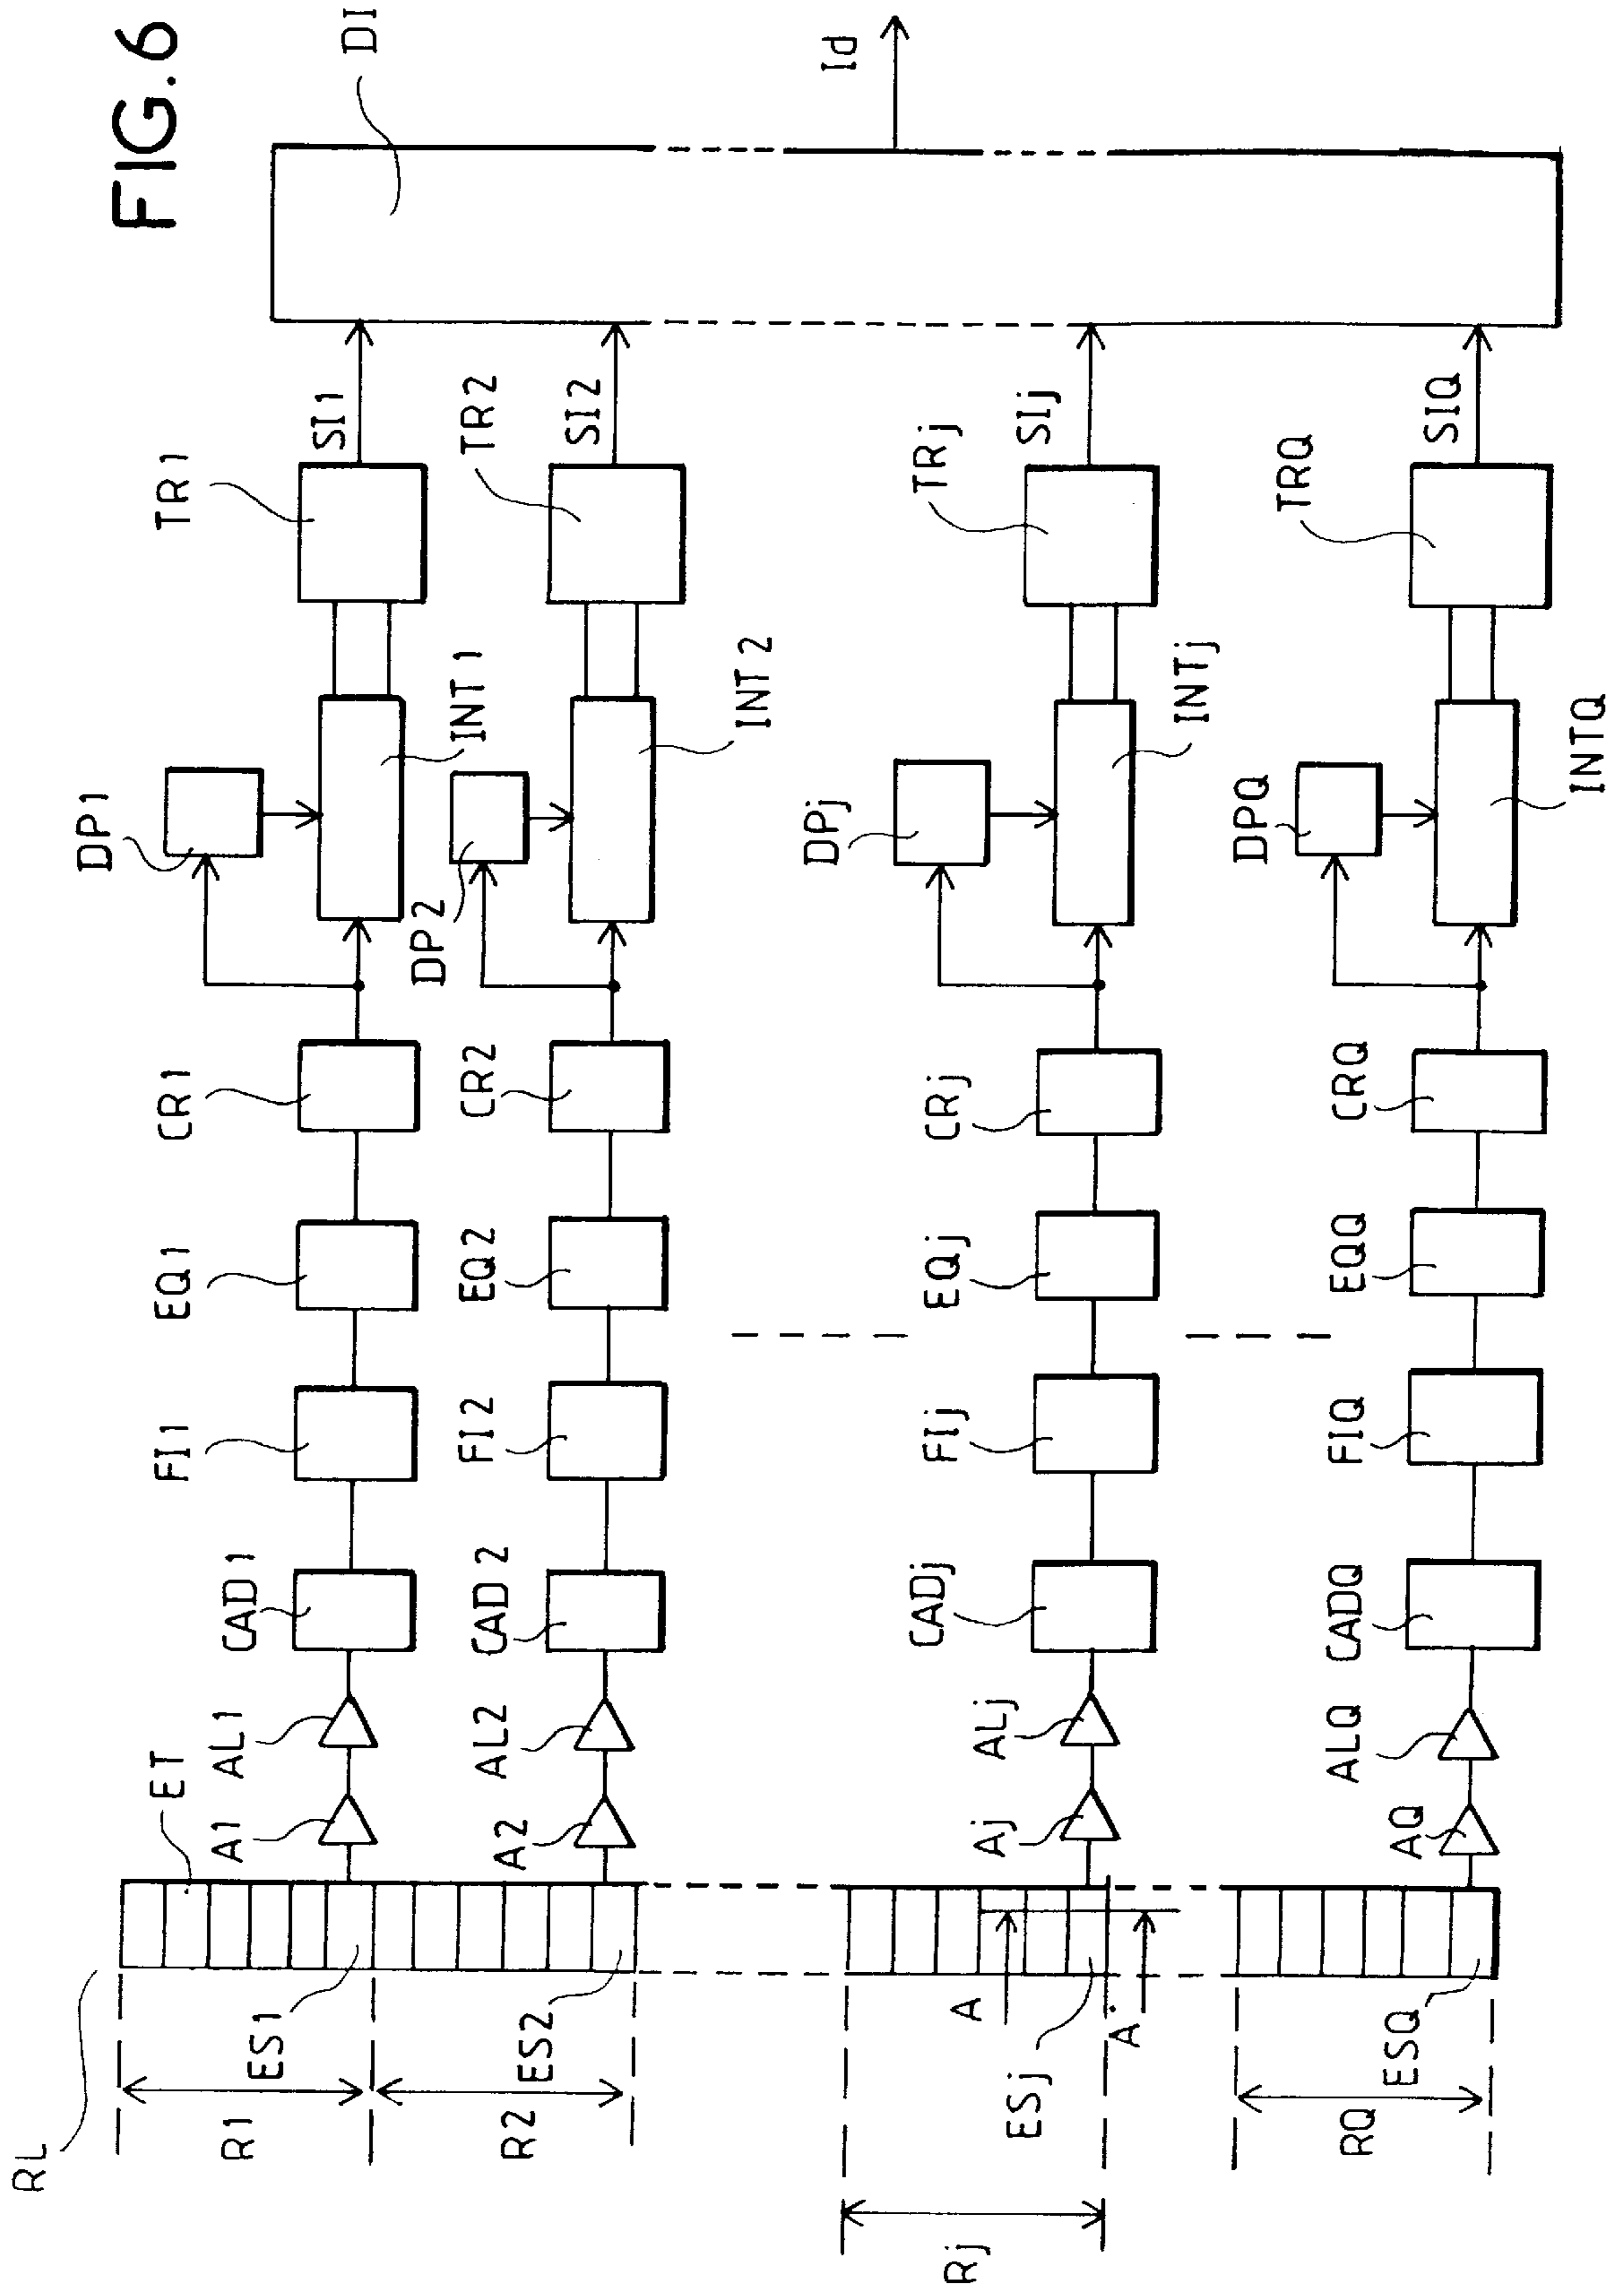 FIG.6
RL
R1
ES1
ET
A1
AL1
CAD1
FI1
EQ1
CR1
DP1
INT1
TR1
SI1
DI
R2
ES2
A2
AL2
CAD2
FI2
EQ2
CR2
DP2
INT2
TR2
SI2
Id
Rj
ESj
A
A
Aj
ALj
CADj
FIj
EQj
CRj
DPj
INTj
TRj
SIj
RQ
ESQ
AQ
ALQ
CADQ
FIQ
EQQ
CRQ
DPQ
INTQ
TRQ
SIQ